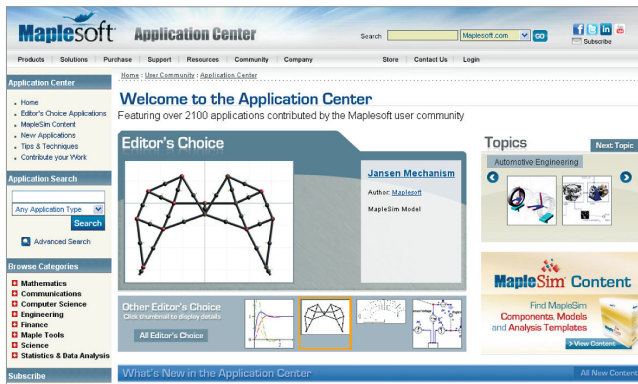 Maplesoft
Application Center
Search
Maplesoft.com
GO
Subscribe
Products
Solutions
Purchase
Support
Resources
Community
Company
Store
Contact Us
Login
Application Center
Home
Editor's Choice Applications
MapleSim Content
New Applications
Tips & Techniques
Contribute your Work
Application Search
Any Application Type
Search
Advanced Search
Browse Categories
Mathematics
Communications
Computer Science
Engineering
Finance
Maple Tools
Science
Statistics & Data Analysis
Subscribe
Home : User Community : Application Center
Welcome to the Application Center
Featuring over 2100 applications contributed by the Maplesoft user community
Editor's Choice
Jansen Mechanism
Author: Maplesoft
MapleSim Model
Other Editor's Choice
Click thumbnail to display details
All Editor's Choice
Topics
Next Topic
Automotive Engineering
MapleSim Content
Find MapleSim
Components, Models
and Analysis Templates
View Content
What's New in the Application Center
All New Content